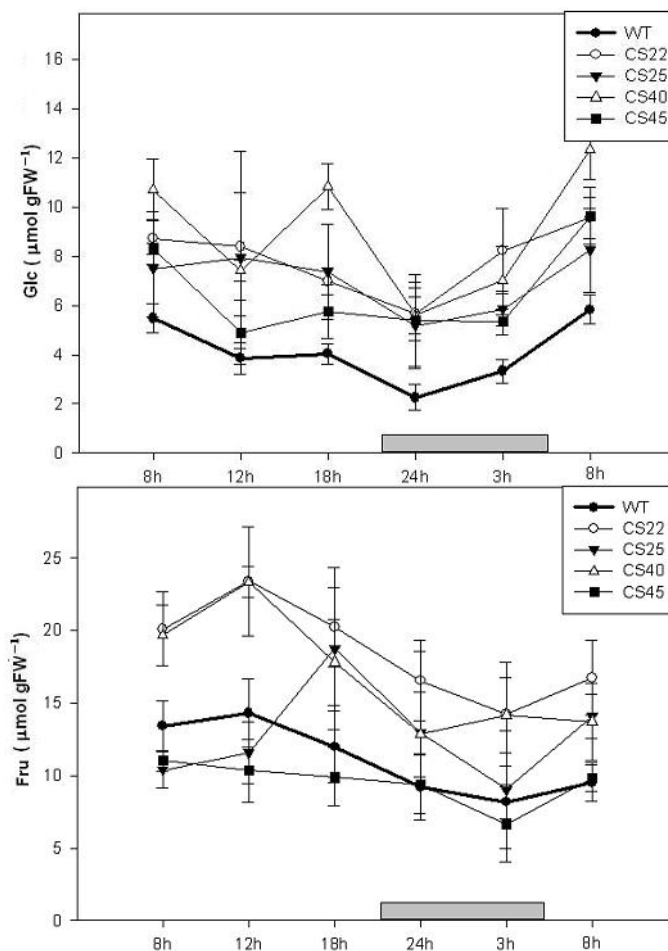 WT
CS22
CS25
CS40
CS45
16
14
12
10
8
6
4
2
0
Glc ( µmol gFW⁻¹)
8h 12h 18h 24h 3h 8h
WT
CS22
CS25
CS40
CS45
25
20
15
10
5
0
Fru ( µmol gFW⁻¹)
8h 12h 18h 24h 3h 8h